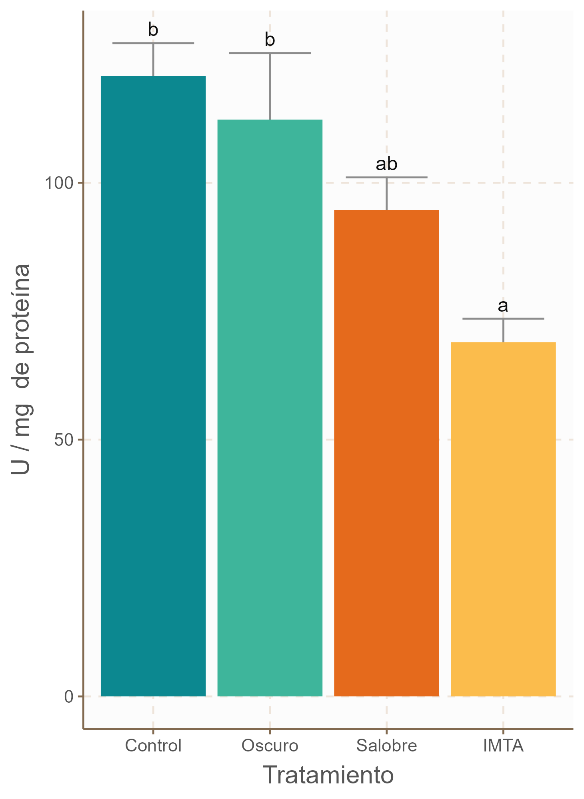 b
b
ab
a
100
50
0
U / mg de proteína
Control Oscuro Salobre IMTA
Tratamiento